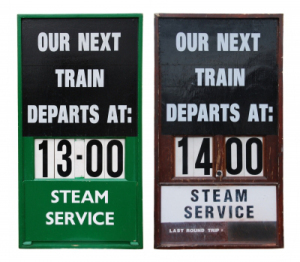 OUR NEXT
TRAIN
DEPARTS AT:
13-00
STEAM
SERVICE
OUR NEXT
TRAIN
DEPARTS AT:
14.00
STEAM
SERVICE
LAST ROUND TRIP: